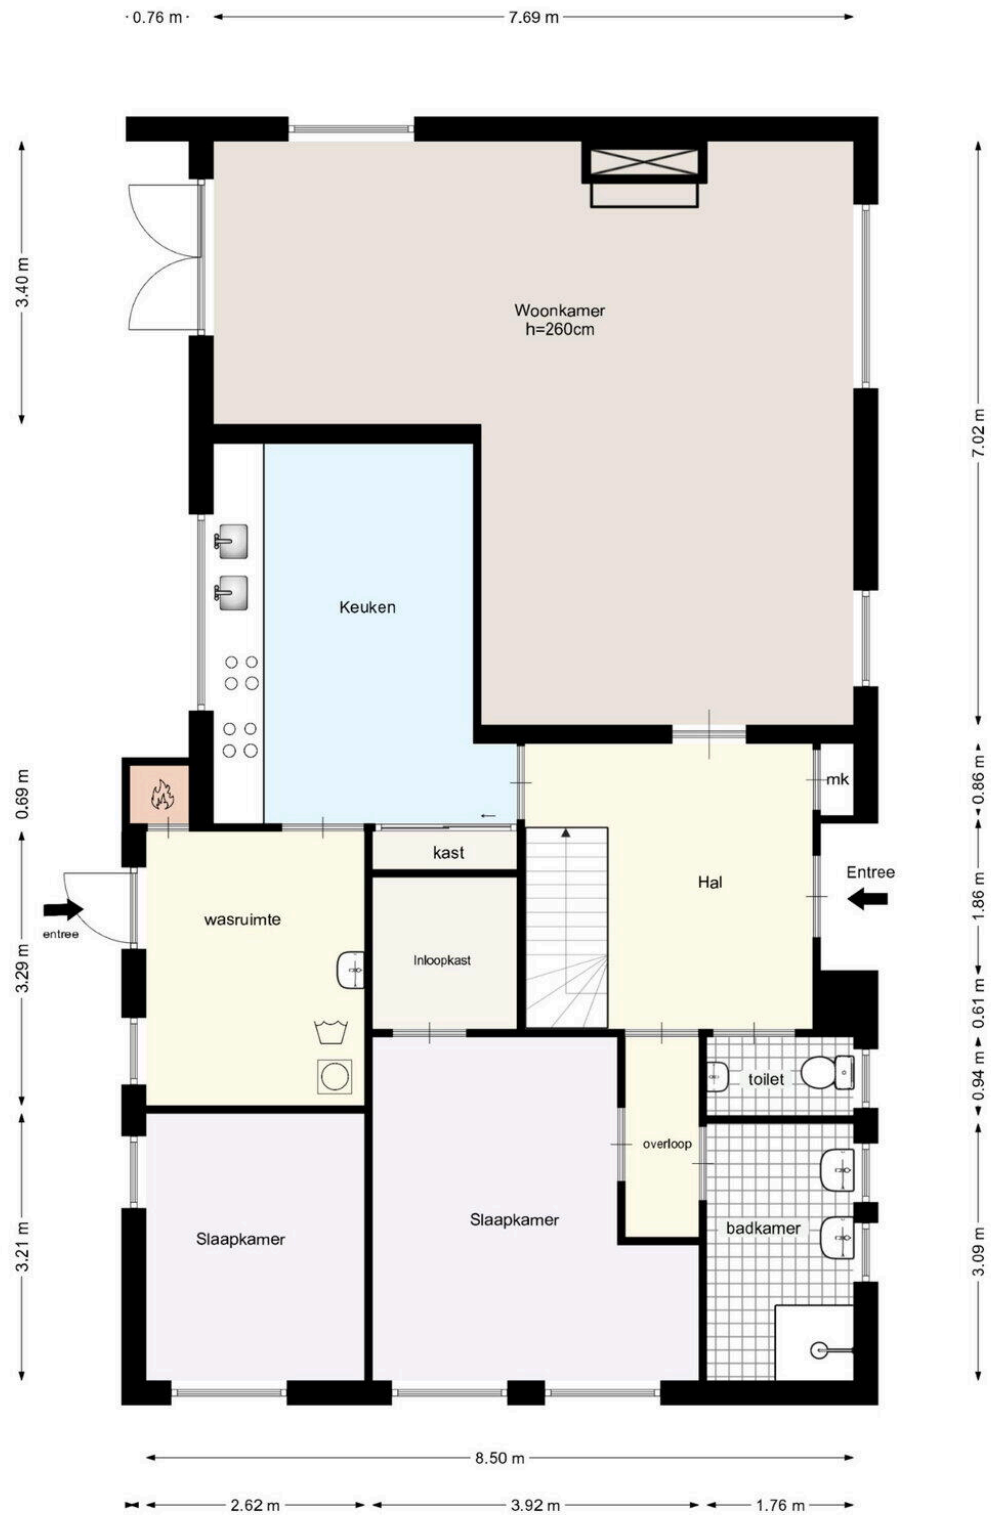 0.76 m
7.69 m
3.40 m
Woonkamer
h=260cm
7.02 m
Keuken
0.69 m
mk
0.86 m
kast
Hal
Entree
1.86 m
wasruimte
entree
Inloopkast
3.29 m
0.61 m
toilet
0.94 m
overloop
Slaapkamer
Slaapkamer
badkamer
3.21 m
3.09 m
8.50 m
2.62 m
3.92 m
1.76 m